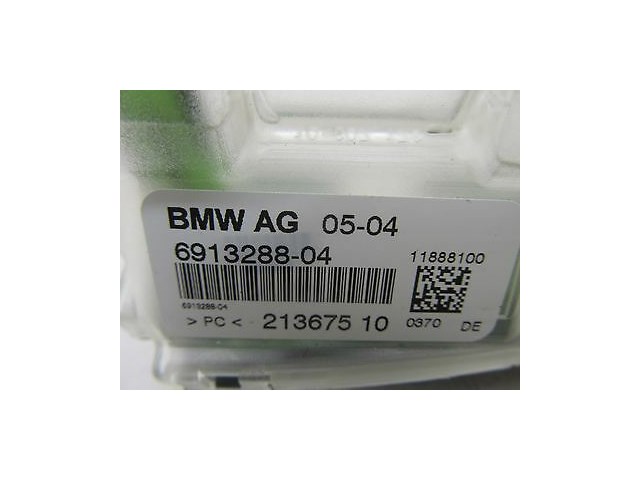 BMW AG 05-04
6913288-04 11888100
6913288-04
> PC < 213675 10 0370 DE